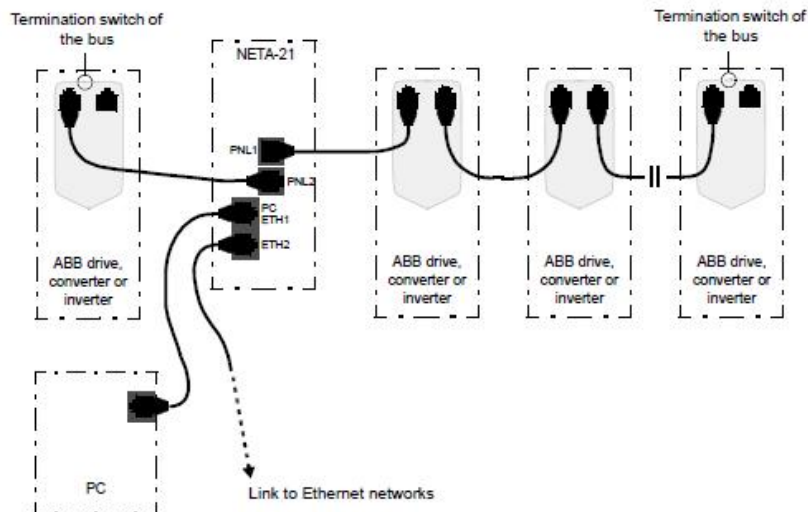 Termination switch of
the bus
Termination switch of
the bus
NETA-21
PNL1
PNL2
PC
ETH1
ETH2
ABB drive,
converter or
inverter
ABB drive,
converter or
inverter
ABB drive,
converter or
inverter
ABB drive,
converter or
inverter
PC
Link to Ethernet networks